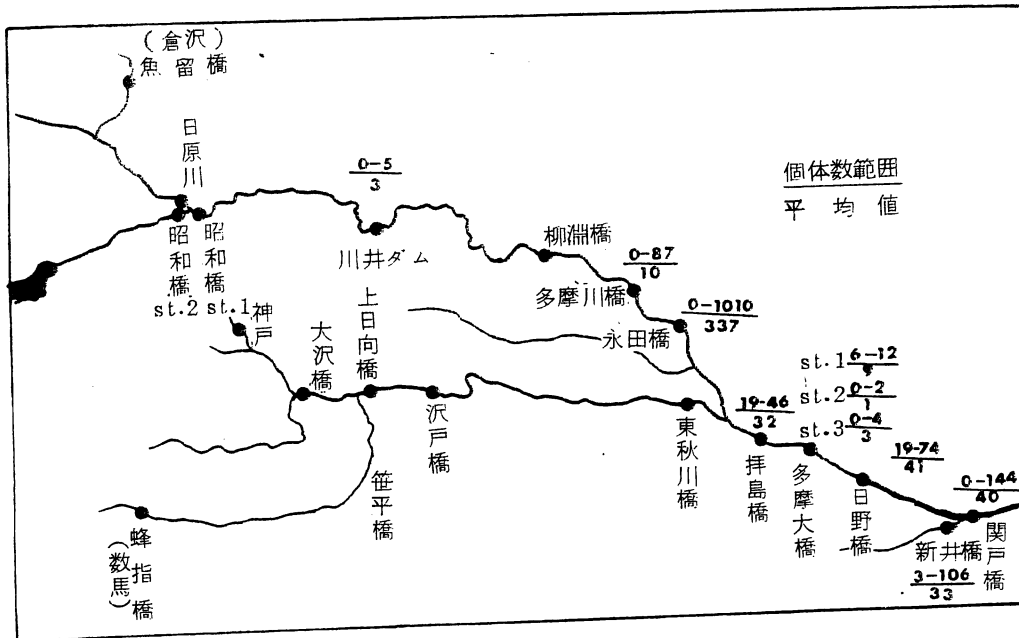 (倉沢)
魚留橋
日原川
昭和橋
st.2
昭和橋
st.1
0-5
3
川井ダム
個体数範囲
平均値
柳淵橋
0-87
10
多摩川橋
0-1010
337
永田橋
神戸
大沢橋
上日向橋
沢戸橋
笹平橋
蜂指橋
(数馬)
東秋川橋
19-46
32
拝島橋
st.1 6-12
st.2 0-2
1
st.3 0-4
3
多摩大橋
19-74
41
日野橋
0-144
40
関戸橋
新井橋
3-106
33